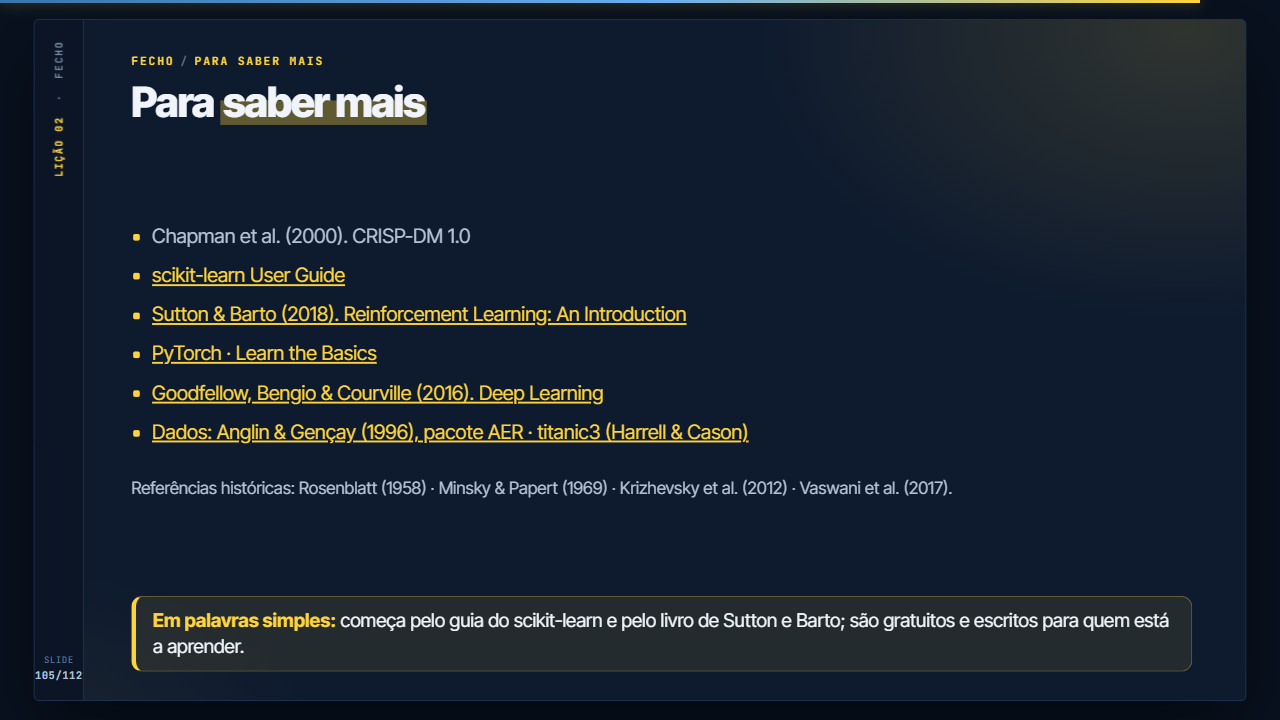 FECHO / PARA SABER MAIS
Para saber mais
LIÇÃO 02 · FECHO
Chapman et al. (2000). CRISP-DM 1.0
scikit-learn User Guide
Sutton & Barto (2018). Reinforcement Learning: An Introduction
PyTorch · Learn the Basics
Goodfellow, Bengio & Courville (2016). Deep Learning
Dados: Anglin & Gençay (1996), pacote AER · titanic3 (Harrell & Cason)
Referências históricas: Rosenblatt (1958) · Minsky & Papert (1969) · Krizhevsky et al. (2012) · Vaswani et al. (2017).
Em palavras simples: começa pelo guia do scikit-learn e pelo livro de Sutton e Barto; são gratuitos e escritos para quem está
a aprender.
SLIDE
105/112